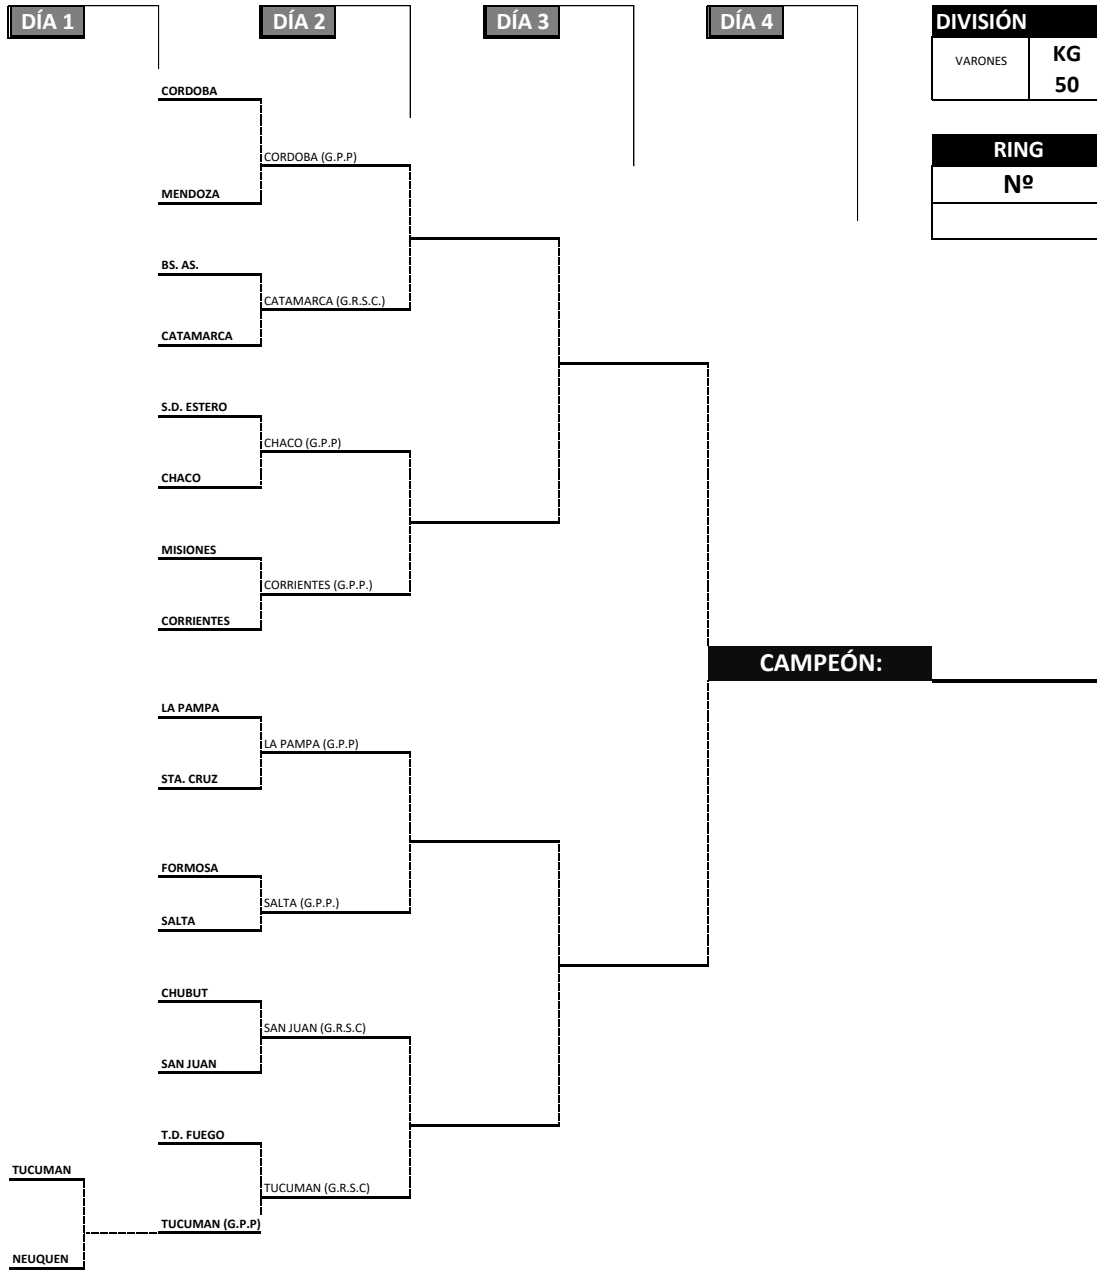 DÍA 1
DÍA 2
DÍA 3
DÍA 4
DIVISIÓN
VARONES
KG
50
RING
Nº
CORDOBA
CORDOBA (G.P.P)
MENDOZA
BS. AS.
CATAMARCA (G.R.S.C.)
CATAMARCA
S.D. ESTERO
CHACO (G.P.P)
CHACO
MISIONES
CORRIENTES (G.P.P.)
CORRIENTES
CAMPEÓN:
LA PAMPA
LA PAMPA (G.P.P)
STA. CRUZ
FORMOSA
SALTA (G.P.P.)
SALTA
CHUBUT
SAN JUAN (G.R.S.C)
SAN JUAN
T.D. FUEGO
TUCUMAN
TUCUMAN (G.R.S.C)
TUCUMAN (G.P.P)
NEUQUEN